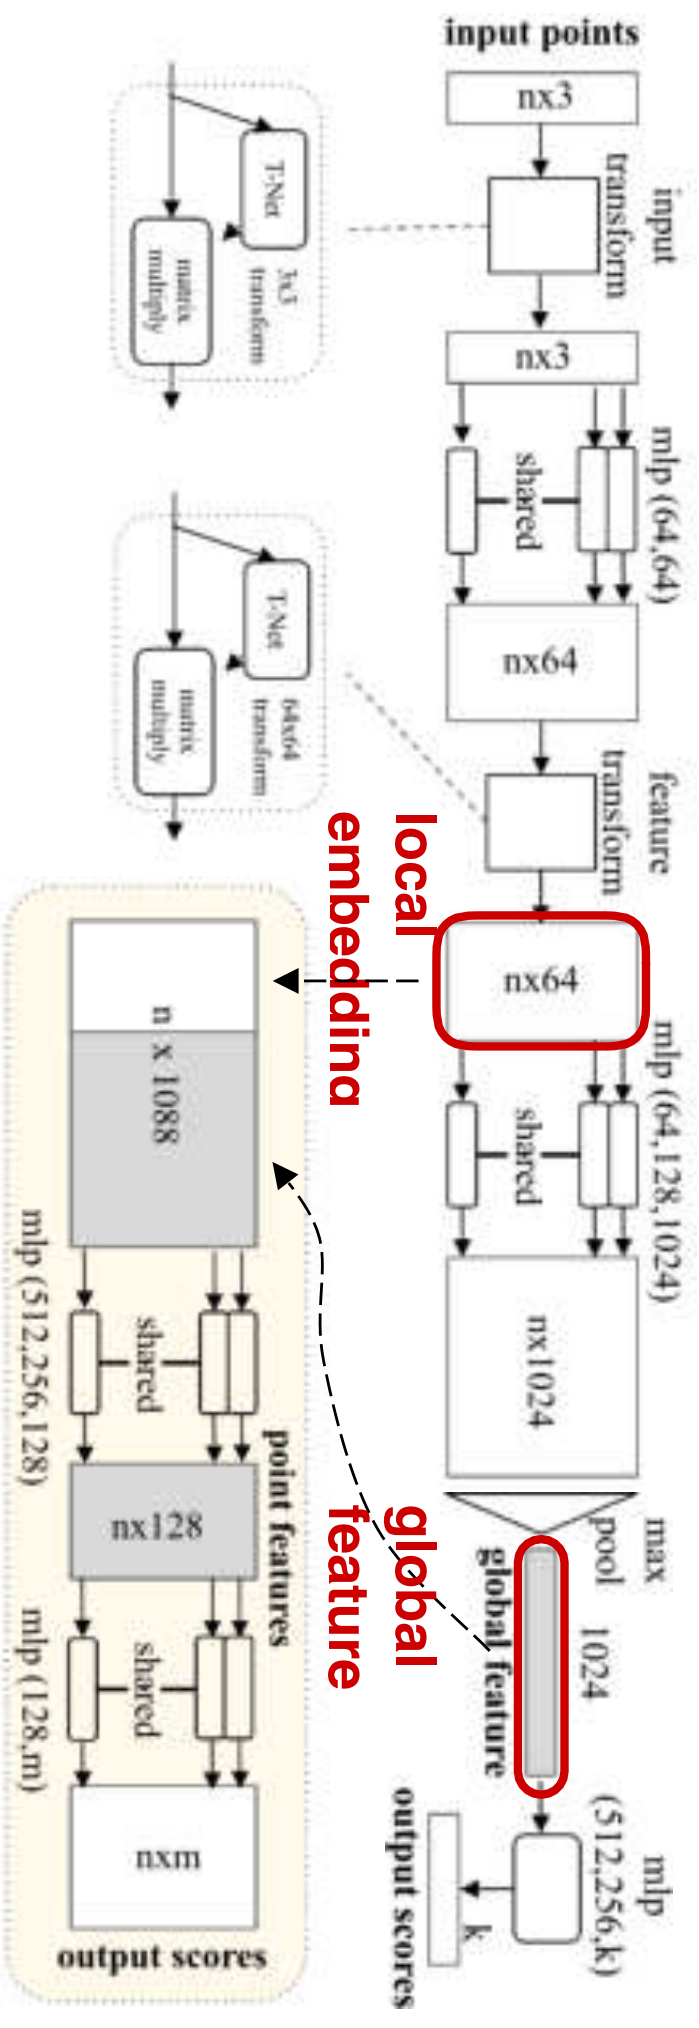 input points
nx3
input
transform
nx3
mlp (64,64)
shared
nx64
feature
transform
nx64
mlp (64,128,1024)
shared
nx1024
max
pool
1024
global feature
mlp
(512,256,k)
k
output scores
T-Net
3x3
transform
matrix
multiply
T-Net
64x64
transform
matrix
multiply
local
embedding
global
feature
n x 1088
shared
mlp (512,256,128)
point features
nx128
shared
mlp (128,m)
nxm
output scores